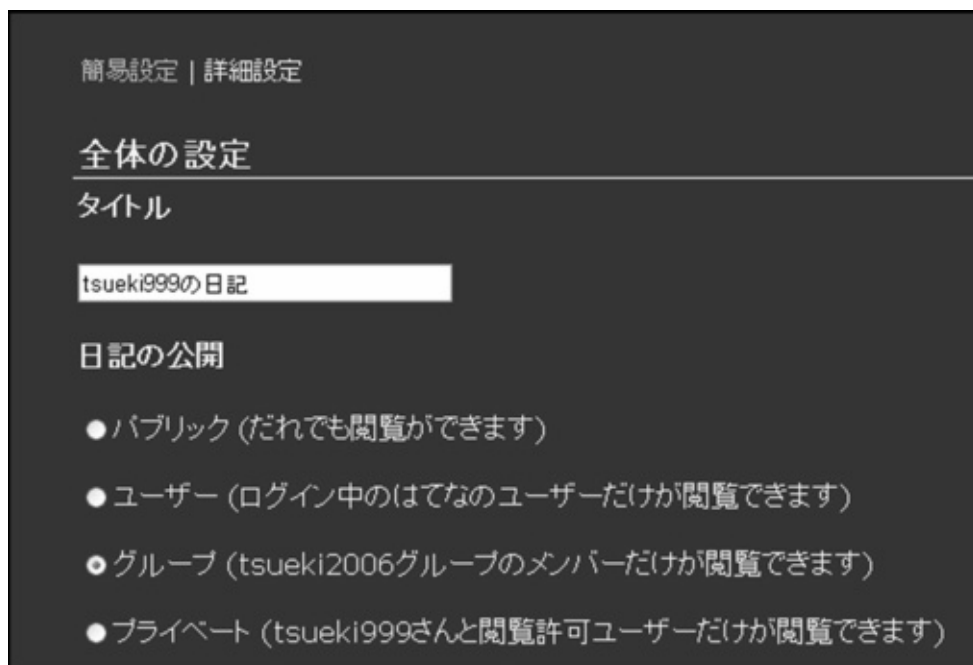 簡易設定 | 詳細設定
全体の設定
タイトル
tsueki999の日記
日記の公開
パブリック (だれでも閲覧ができます)
ユーザー (ログイン中のはてなのユーザーだけが閲覧できます)
グループ (tsueki2006グループのメンバーだけが閲覧できます)
プライベート (tsueki999さんと閲覧許可ユーザーだけが閲覧できます)